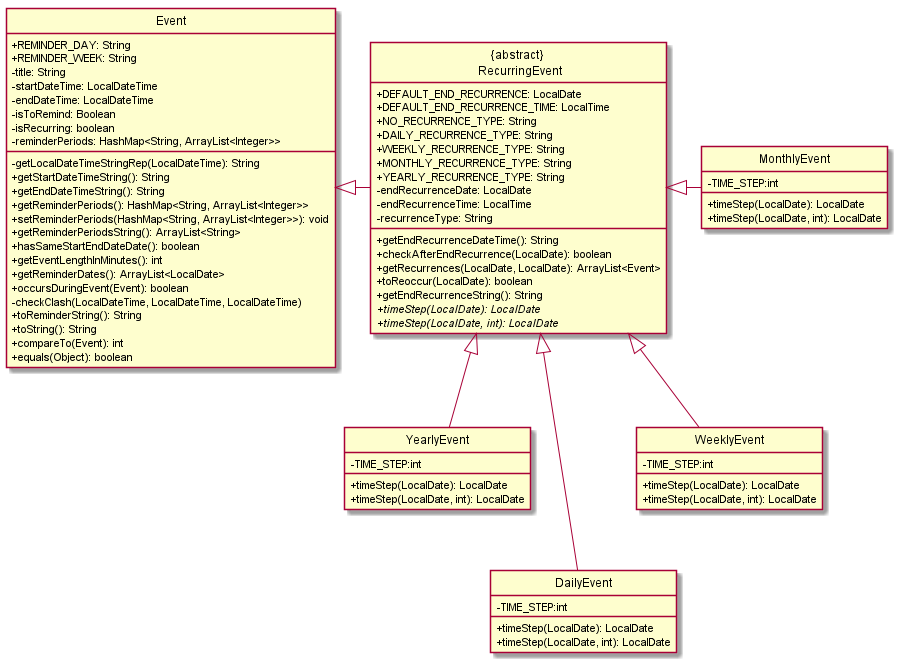 Event
+REMINDER_DAY: String
+REMINDER_WEEK: String
-title: String
-startDateTime: LocalDateTime
-endDateTime: LocalDateTime
-isToRemind: Boolean
-isRecurring: boolean
-reminderPeriods: HashMap<String, ArrayList<Integer>>
-getLocalDateTimeStringRep(LocalDateTime): String
+getStartDateTimeString(): String
+getEndDateTimeString(): String
+getReminderPeriods(): HashMap<String, ArrayList<Integer>>
+setReminderPeriods(HashMap<String, ArrayList<Integer>>): void
+getReminderPeriodsString(): ArrayList<String>
+hasSameStartEndDateDate(): boolean
+getEventLengthInMinutes(): int
+getReminderDates(): ArrayList<LocalDate>
+occursDuringEvent(Event): boolean
-checkClash(LocalDateTime, LocalDateTime, LocalDateTime)
+toReminderString(): String
+toString(): String
+compareTo(Event): int
+equals(Object): boolean
{abstract}
RecurringEvent
+DEFAULT_END_RECURRENCE: LocalDate
+DEFAULT_END_RECURRENCE_TIME: LocalTime
+NO_RECURRENCE_TYPE: String
+DAILY_RECURRENCE_TYPE: String
+WEEKLY_RECURRENCE_TYPE: String
+MONTHLY_RECURRENCE_TYPE: String
+YEARLY_RECURRENCE_TYPE: String
-endRecurrenceDate: LocalDate
-endRecurrenceTime: LocalTime
-recurrenceType: String
+getEndRecurrenceDateTime(): String
+checkAfterEndRecurrence(LocalDate): boolean
+getRecurrences(LocalDate, LocalDate): ArrayList<Event>
+toReoccur(LocalDate): boolean
+getEndRecurrenceString(): String
+timeStep(LocalDate): LocalDate
+timeStep(LocalDate, int): LocalDate
MonthlyEvent
-TIME_STEP:int
+timeStep(LocalDate): LocalDate
+timeStep(LocalDate, int): LocalDate
YearlyEvent
-TIME_STEP:int
+timeStep(LocalDate): LocalDate
+timeStep(LocalDate, int): LocalDate
WeeklyEvent
-TIME_STEP:int
+timeStep(LocalDate): LocalDate
+timeStep(LocalDate, int): LocalDate
DailyEvent
-TIME_STEP:int
+timeStep(LocalDate): LocalDate
+timeStep(LocalDate, int): LocalDate